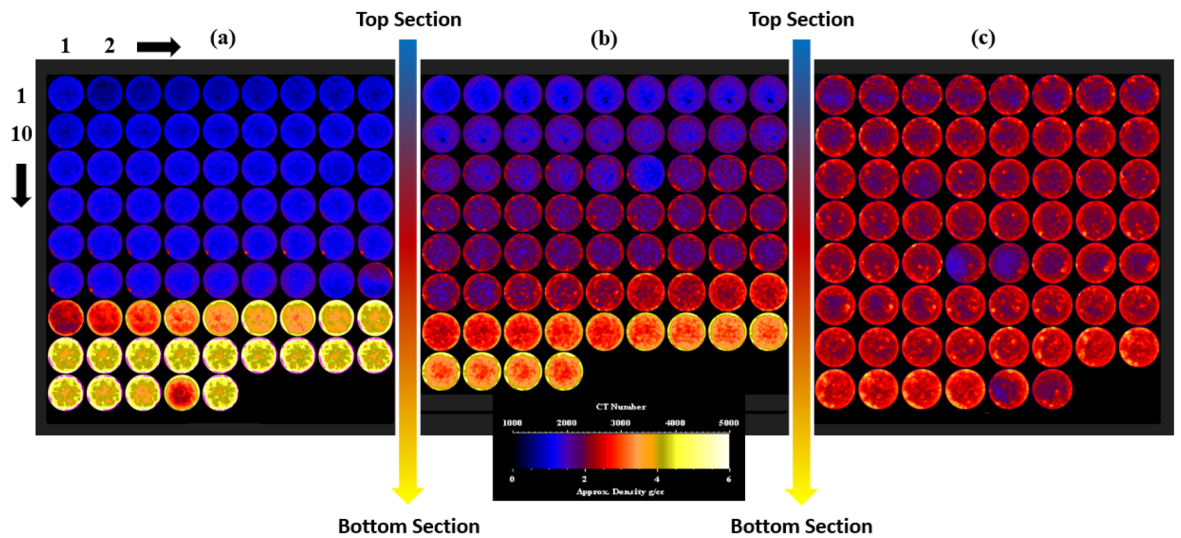 Top Section
Top Section
(a)
(b)
(c)
1 2
1
10
CT Number
1000 2000 3000 4000 5000
0 2 4 6
Approx. Density g/cc
Bottom Section
Bottom Section